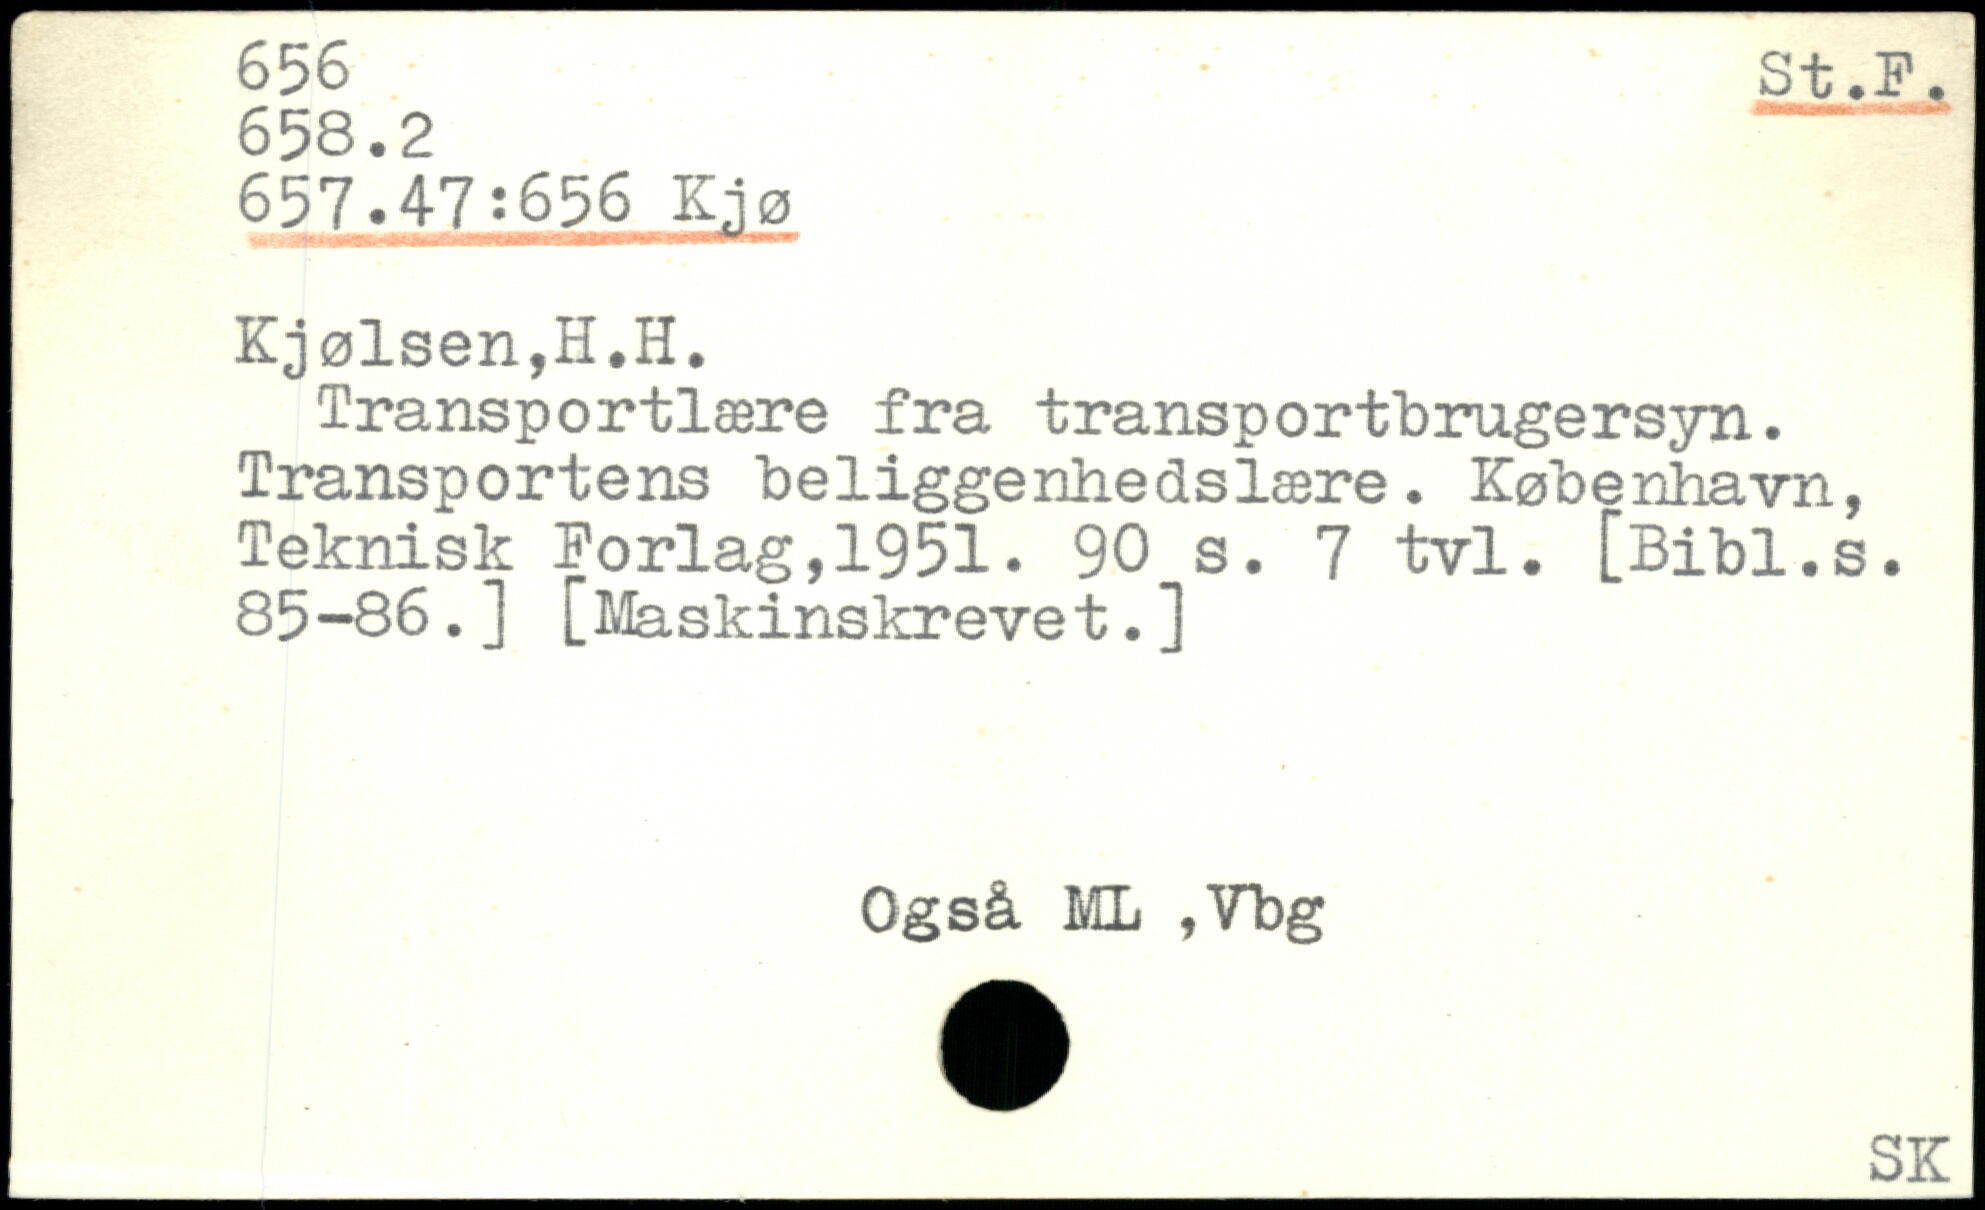 656
St.F.
658.2
657.47:656 Kjø
Kjølsen,H.H.
Transportlære fra transportbrugersyn.
Transportens beliggenhedslære. København,
Teknisk Forlag,1951. 90 s. 7 tvl. [Bibl.s.
85-86.] [Maskinskrevet.]
Også ML ,Vbg
SK